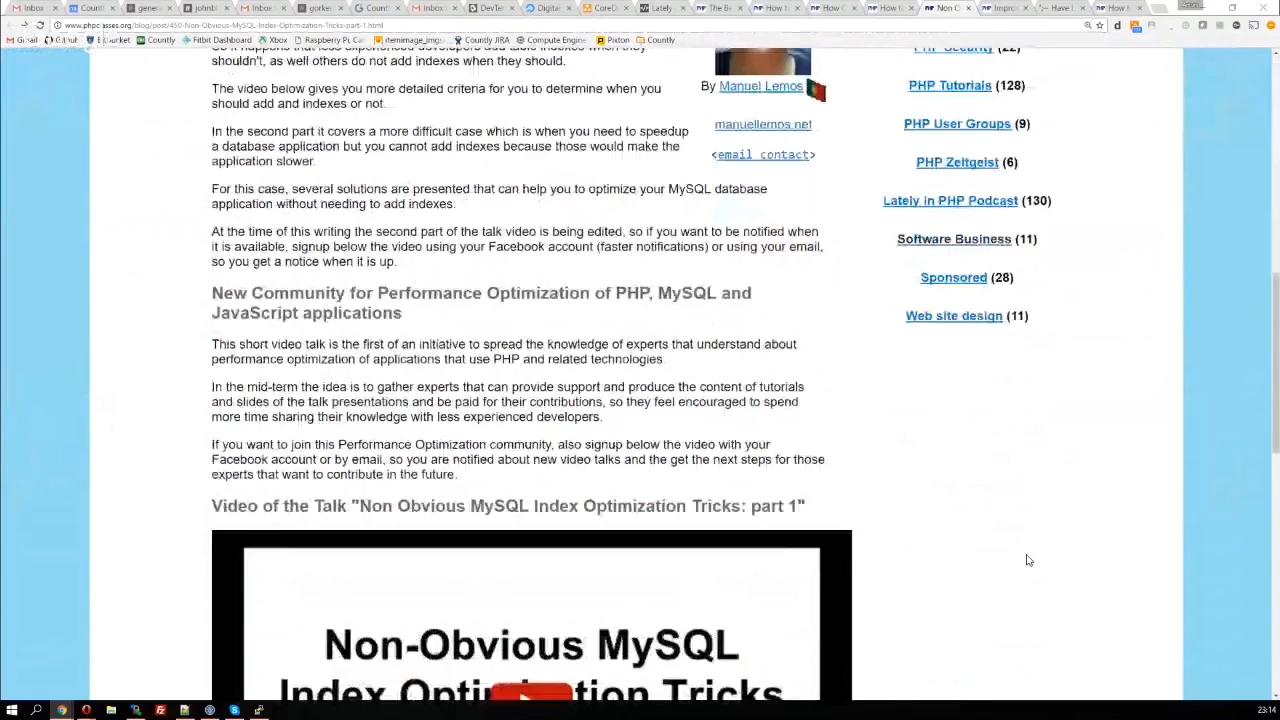 Inbox
Count
gener
johnbl
Inbox (
gorke
Count
Inbox
DevTe
Digita
CoreD
Lately
The Be
How t
How C
How t
Non O
Improv
Have
How t
www.phpclasses.org/blog/post/450-Non-Obvious-MySQL-Index-Optimization-Tricks-part-1.html
Gmail
Github
Bitbucket
Countly
Fitbit Dashboard
Xbox
Raspberry Pi
itemimage_img
Countly JIRA
Compute Engine
Pixton
Countly
So it happens that less experienced developers add table indexes when they
shouldn't, as well others do not add indexes when they should.
The video below gives you more detailed criteria for you to determine when you
should add and indexes or not.
In the second part it covers a more difficult case which is when you need to speedup
a database application but you cannot add indexes because those would make the
application slower.
For this case, several solutions are presented that can help you to optimize your MySQL database
application without needing to add indexes.
At the time of this writing the second part of the talk video is being edited, so if you want to be notified when
it is available, signup below the video using your Facebook account (faster notifications) or using your email,
so you get a notice when it is up.
By Manuel Lemos
manuellemos.net
<email contact>
New Community for Performance Optimization of PHP, MySQL and
JavaScript applications
This short video talk is the first of an initiative to spread the knowledge of experts that understand about
performance optimization of applications that use PHP and related technologies.
In the mid-term the idea is to gather experts that can provide support and produce the content of tutorials
and slides of the talk presentations and be paid for their contributions, so they feel encouraged to spend
more time sharing their knowledge with less experienced developers.
If you want to join this Performance Optimization community, also signup below the video with your
Facebook account or by email, so you are notified about new video talks and the get the next steps for those
experts that want to contribute in the future.
Video of the Talk "Non Obvious MySQL Index Optimization Tricks: part 1"
Non-Obvious MySQL
Index Optimization Tricks
PHP Security (22)
PHP Tutorials (128)
PHP User Groups (9)
PHP Zeitgeist (6)
Lately in PHP Podcast (130)
Software Business (11)
Sponsored (28)
Web site design (11)
23:14